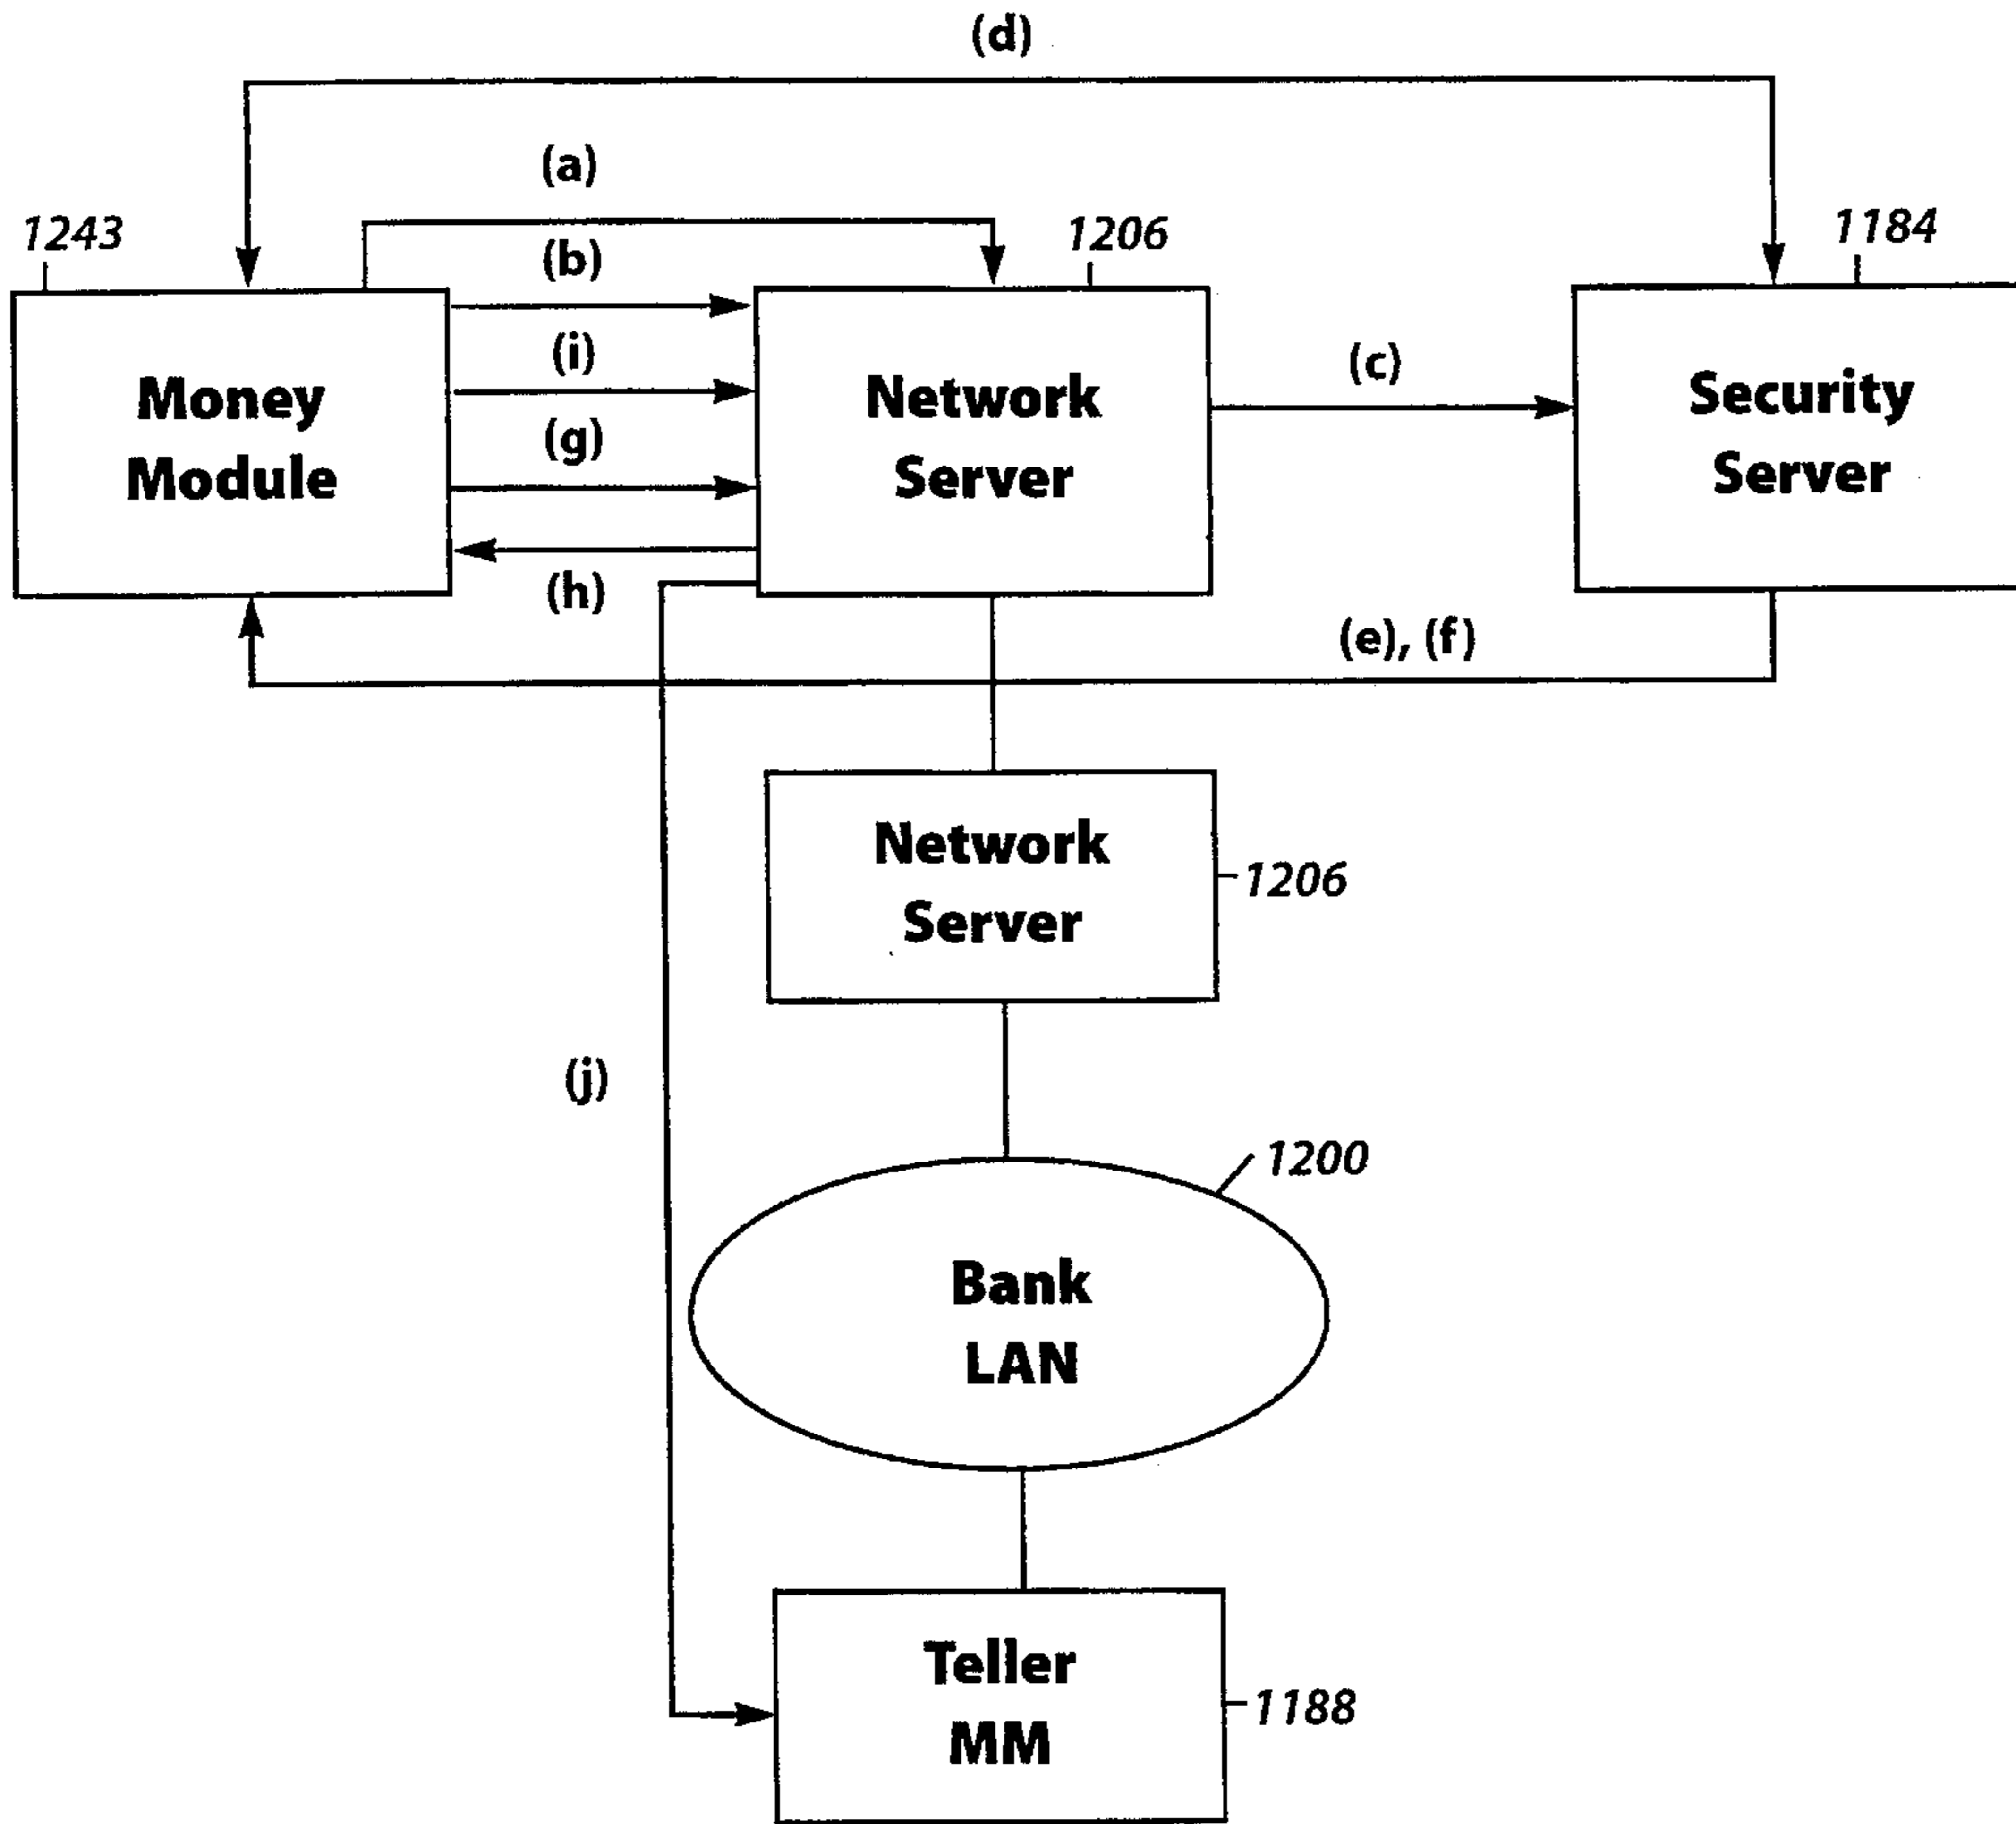 (d)
(a)
1243
1206
1184
(b)
(i)
(c)
Money
Module
Network
Server
Security
Server
(g)
(h)
(e), (f)
Network
Server
1206
(j)
1200
Bank
LAN
Teller
MM
1188